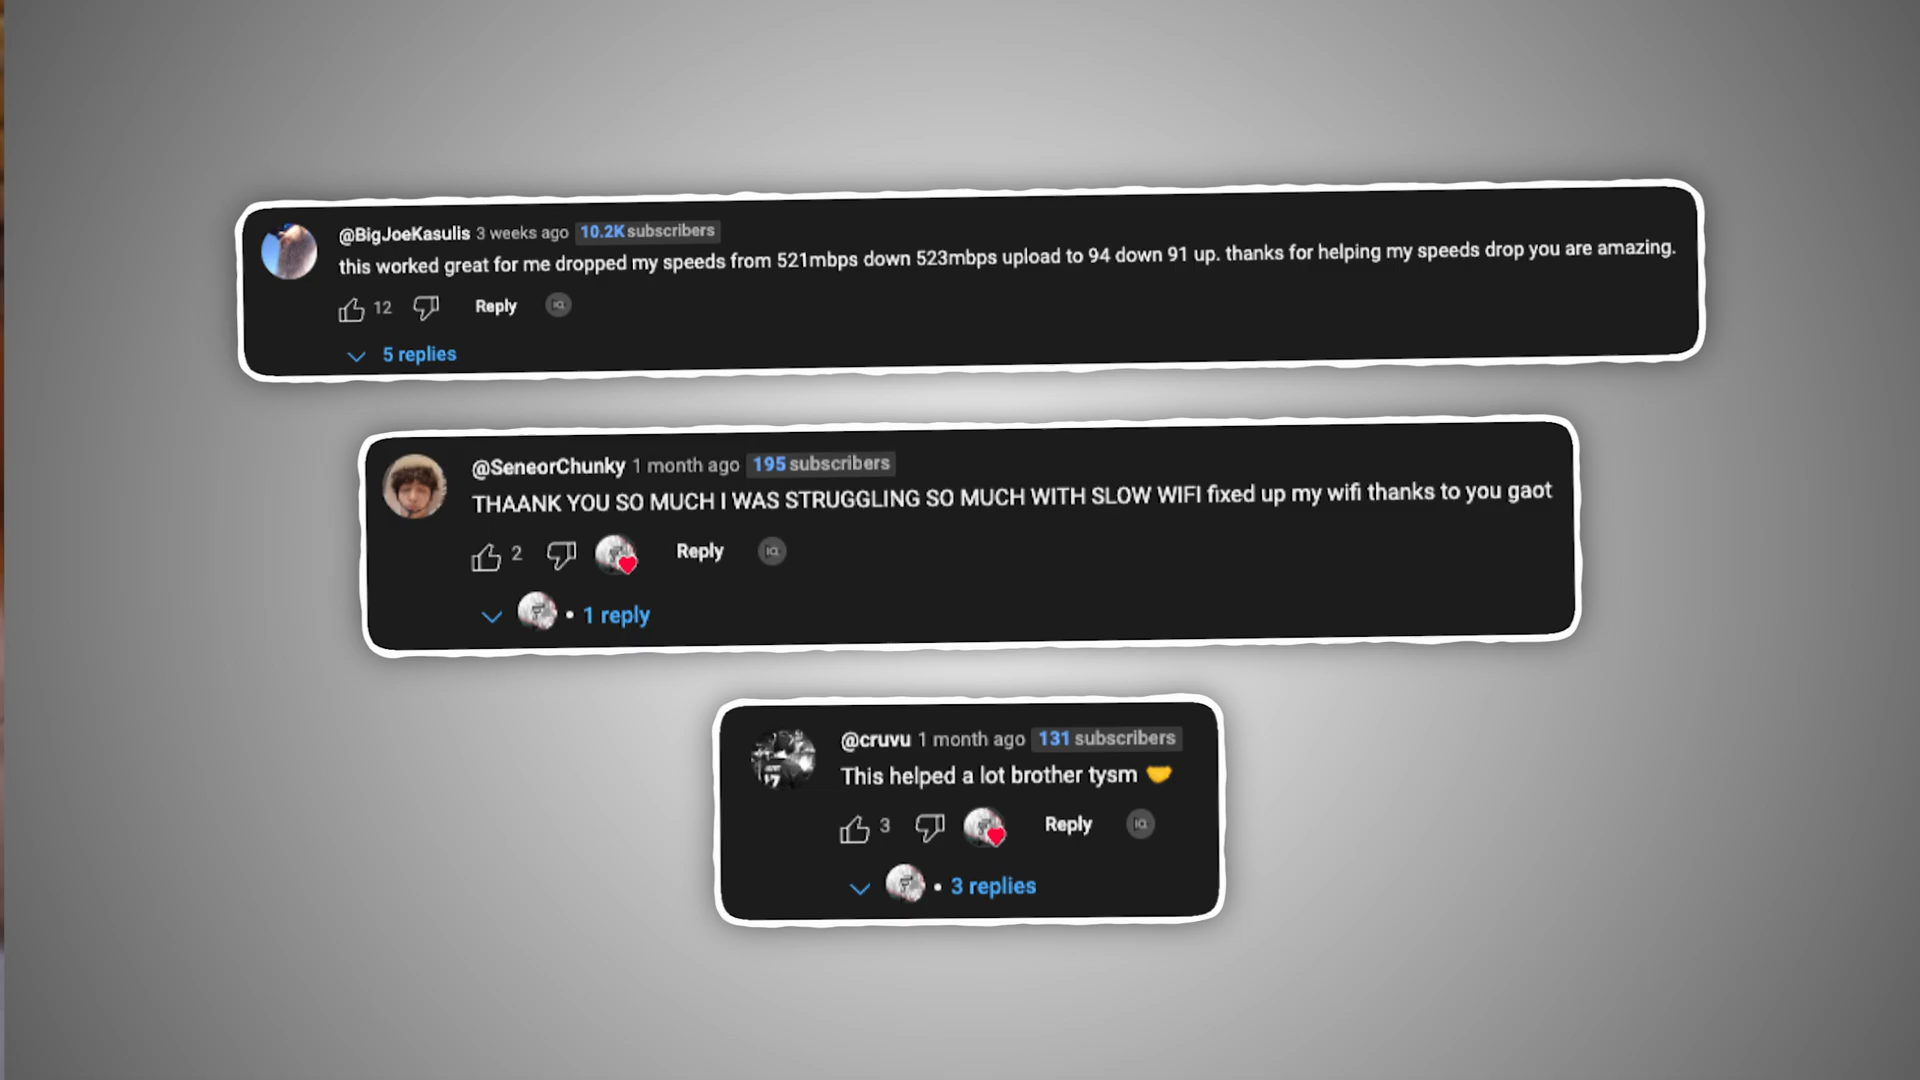 @BigJoeKasulis 3 weeks ago 10.2K subscribers
this worked great for me dropped my speeds from 521mbps down 523mbps upload to 94 down 91 up. thanks for helping my speeds drop you are amazing.
12 Reply
5 replies
@SeneorChunky 1 month ago 195 subscribers
THAANK YOU SO MUCH I WAS STRUGGLING SO MUCH WITH SLOW WIFI fixed up my wifi thanks to you gaot
2 Reply
• 1 reply
@cruvu 1 month ago 131 subscribers
This helped a lot brother tysm 🤝
3 Reply
• 3 replies